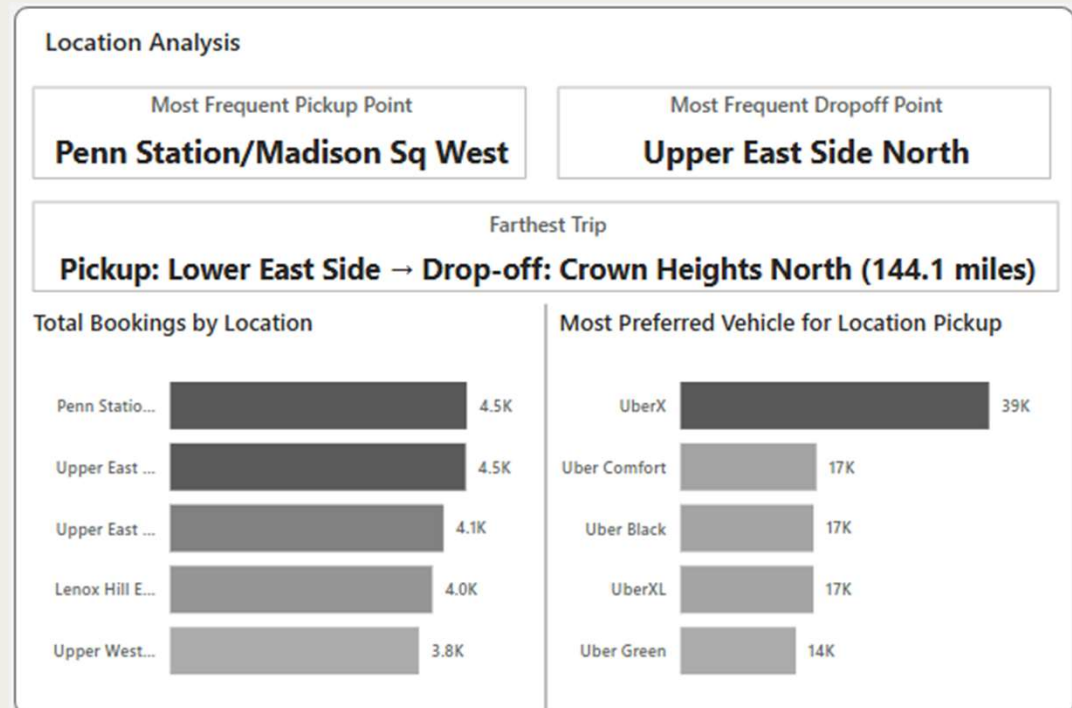 Location Analysis
Most Frequent Pickup Point
Penn Station/Madison Sq West
Most Frequent Dropoff Point
Upper East Side North
Farthest Trip
Pickup: Lower East Side → Drop-off: Crown Heights North (144.1 miles)
Total Bookings by Location
Penn Statio... 4.5K
Upper East ... 4.5K
Upper East ... 4.1K
Lenox Hill E... 4.0K
Upper West... 3.8K
Most Preferred Vehicle for Location Pickup
UberX 39K
Uber Comfort 17K
Uber Black 17K
UberXL 17K
Uber Green 14K